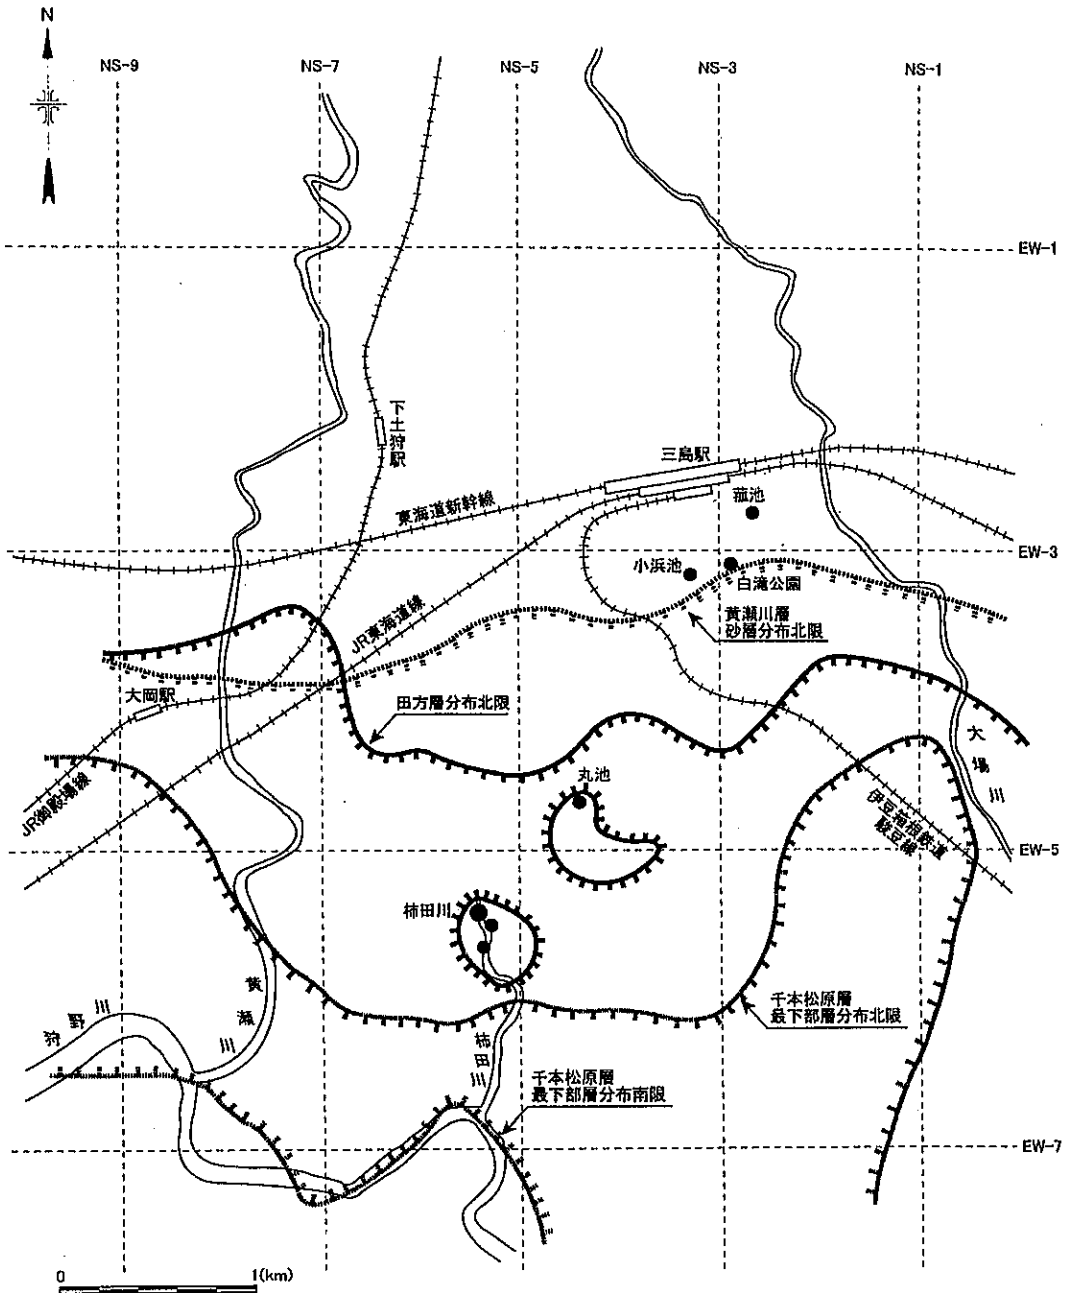 N
NS-9
NS-7
NS-5
NS-3
NS-1
EW-1
下土狩駅
三島駅
東海道新幹線
菰池
EW-3
小浜池
白滝公園
黄瀬川層
砂層分布北限
JR東海道線
大岡駅
田方層分布北限
JR御殿場線
大場川
丸池
伊豆箱根鉄道
駿豆線
EW-5
柿田川
黄瀬川
狩野川
柿田川
千本松原層
最下部層分布北限
千本松原層
最下部層分布南限
EW-7
0
1(km)